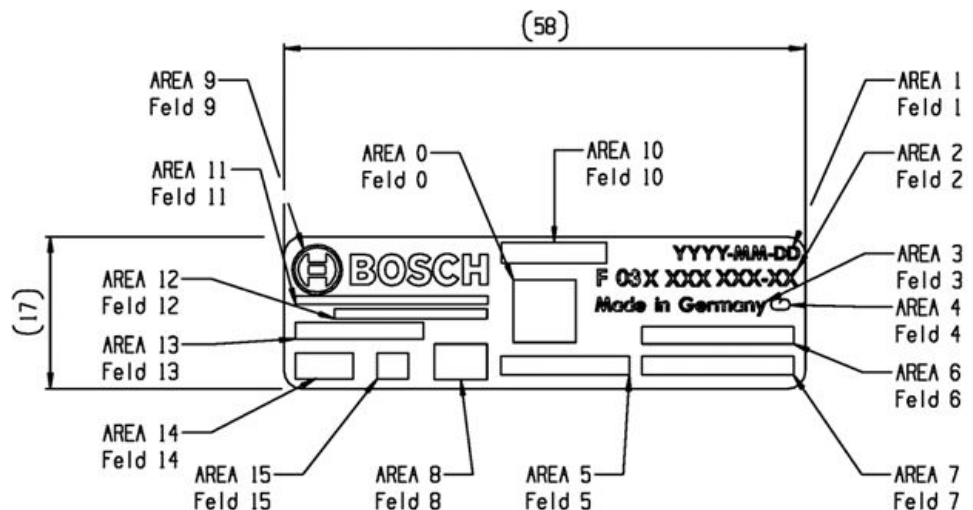 (58)
AREA 9
Feld 9
AREA 1
Feld 1
AREA 11
Feld 11
AREA 0
Feld 0
AREA 10
Feld 10
AREA 2
Feld 2
(17)
BOSCH
YYYY-MM-DD
F 03X XXX XXX-XX
Made in Germany
AREA 3
Feld 3
AREA 12
Feld 12
AREA 4
Feld 4
AREA 13
Feld 13
AREA 6
Feld 6
AREA 14
Feld 14
AREA 15
Feld 15
AREA 8
Feld 8
AREA 5
Feld 5
AREA 7
Feld 7